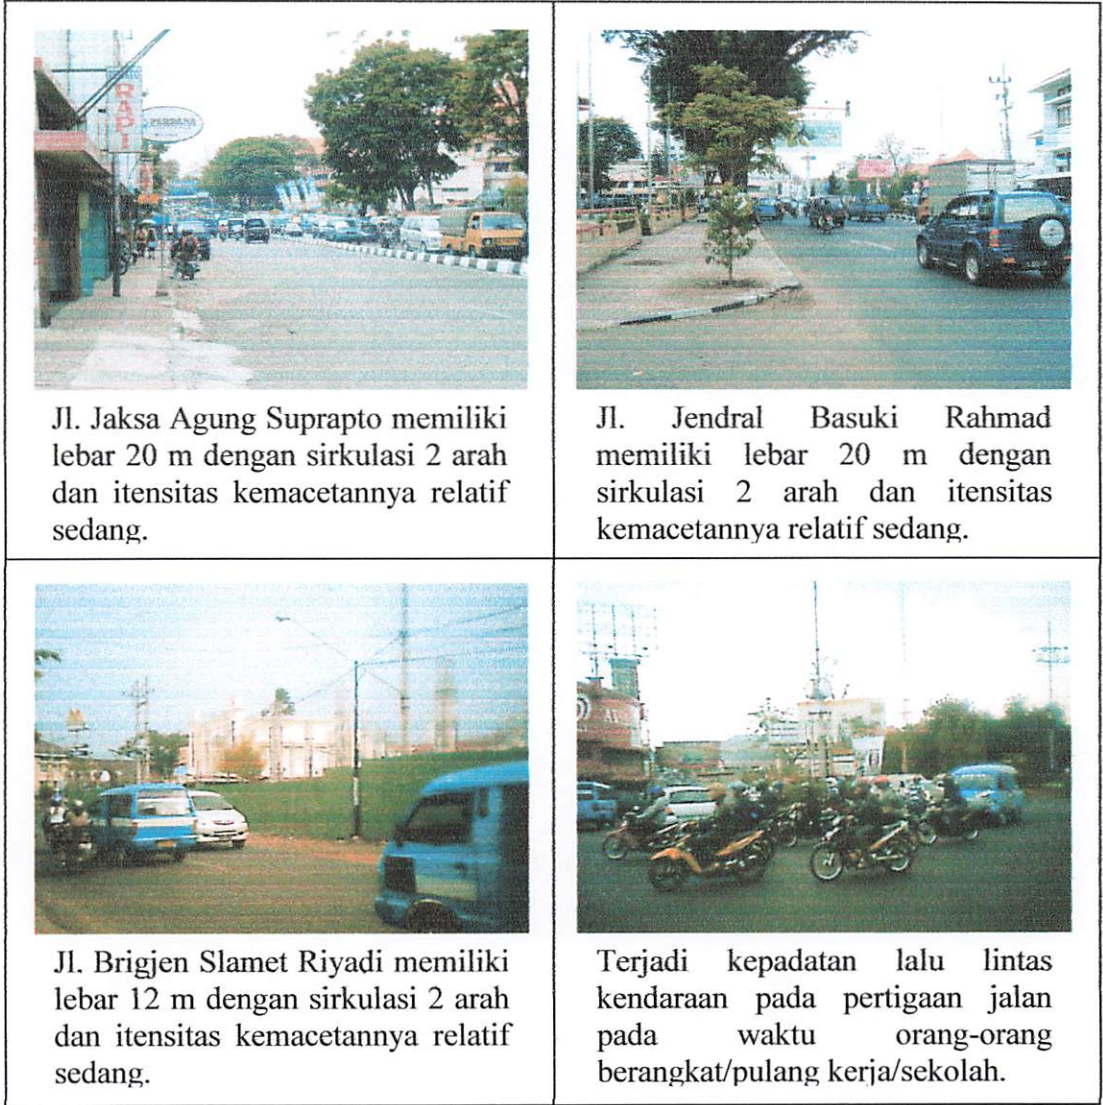 RAPI
PERDANA
Jl. Jaksa Agung Suprapto memiliki
lebar 20 m dengan sirkulasi 2 arah
dan itensitas kemacetannya relatif
sedang.
Jl. Jendral Basuki Rahmad
memiliki lebar 20 m dengan
sirkulasi 2 arah dan itensitas
kemacetannya relatif sedang.
Jl. Brigjen Slamet Riyadi memiliki
lebar 12 m dengan sirkulasi 2 arah
dan itensitas kemacetannya relatif
sedang.
Terjadi kepadatan lalu lintas
kendaraan pada pertigaan jalan
pada waktu orang-orang
berangkat/pulang kerja/sekolah.